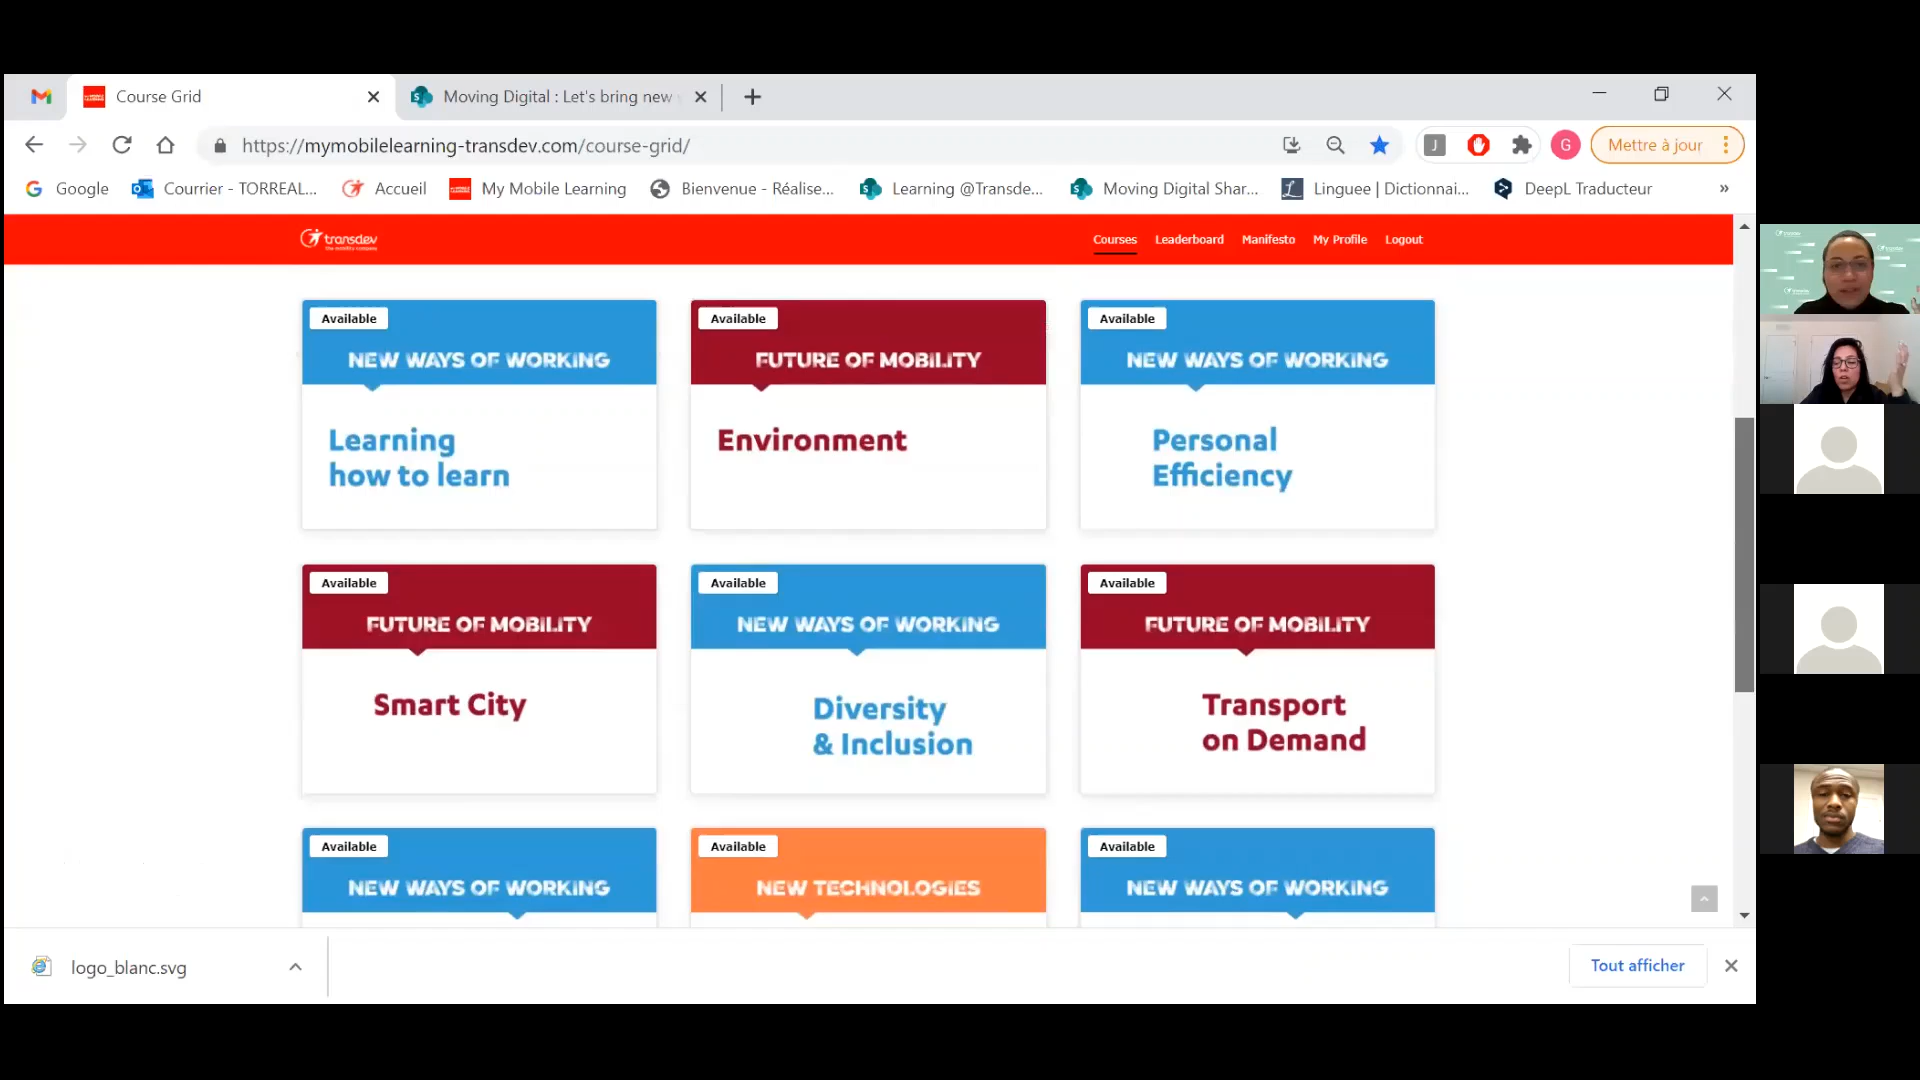 Course Grid
Moving Digital : Let's bring new
https://mymobilelearning-transdev.com/course-grid/
J
G
Mettre à jour
Google
Courrier - TORREAL...
Accueil
My Mobile Learning
Bienvenue - Réalise...
Learning @Transde...
Moving Digital Shar...
Linguee | Dictionnai...
DeepL Traducteur
»
transdev
the mobility company
Courses
Leaderboard
Manifesto
My Profile
Logout
Available
NEW WAYS OF WORKING
Learning
how to learn
Available
FUTURE OF MOBILITY
Environment
Available
NEW WAYS OF WORKING
Personal
Efficiency
Available
FUTURE OF MOBILITY
Smart City
Available
NEW WAYS OF WORKING
Diversity
& Inclusion
Available
FUTURE OF MOBILITY
Transport
on Demand
Available
NEW WAYS OF WORKING
Available
NEW TECHNOLOGIES
Available
NEW WAYS OF WORKING
logo_blanc.svg
Tout afficher